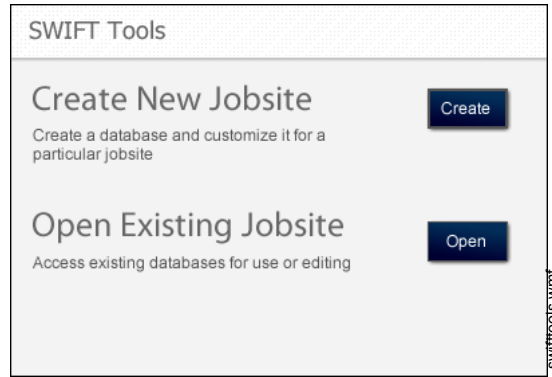 SWIFT Tools
Create New Jobsite
Create
Create a database and customize it for a
particular jobsite
Open Existing Jobsite
Open
Access existing databases for use or editing
swifttools.wmf